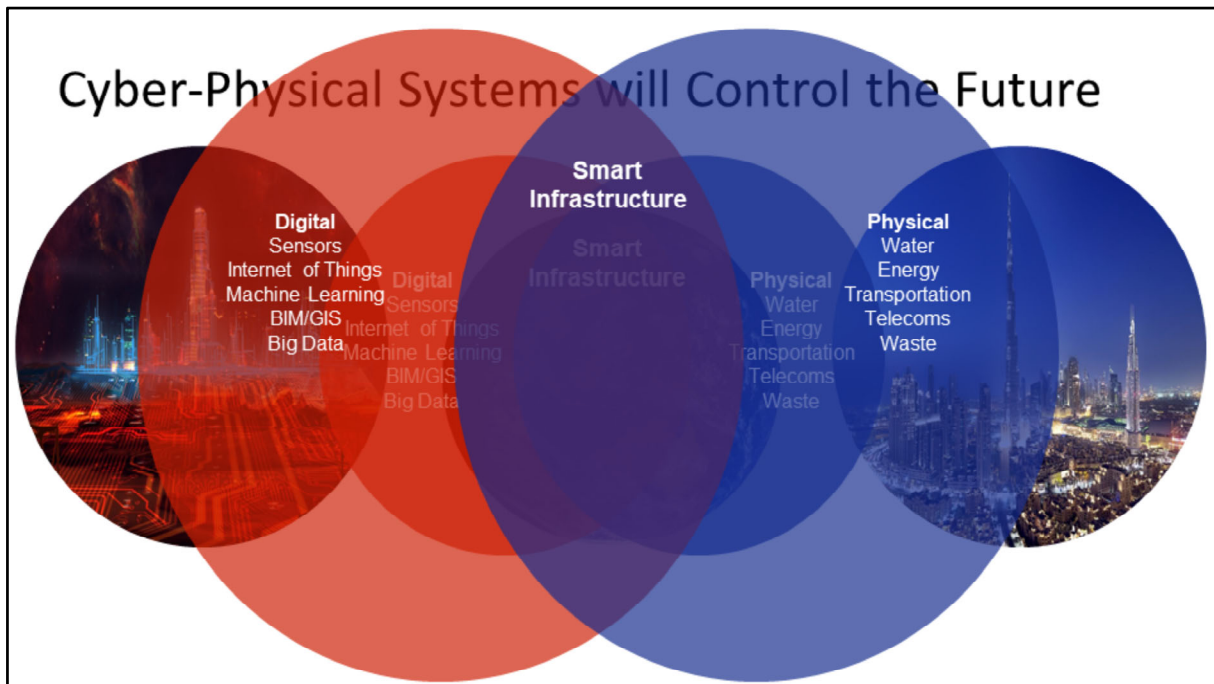 Cyber-Physical Systems will Control the Future
Smart
Infrastructure
Digital
Sensors
Internet of Things
Machine Learning
BIM/GIS
Big Data
Physical
Water
Energy
Transportation
Telecoms
Waste
Smart
Infrastructure
Digital
Sensors
Internet of Things
Machine Learning
BIM/GIS
Big Data
Physical
Water
Energy
Transportation
Telecoms
Waste